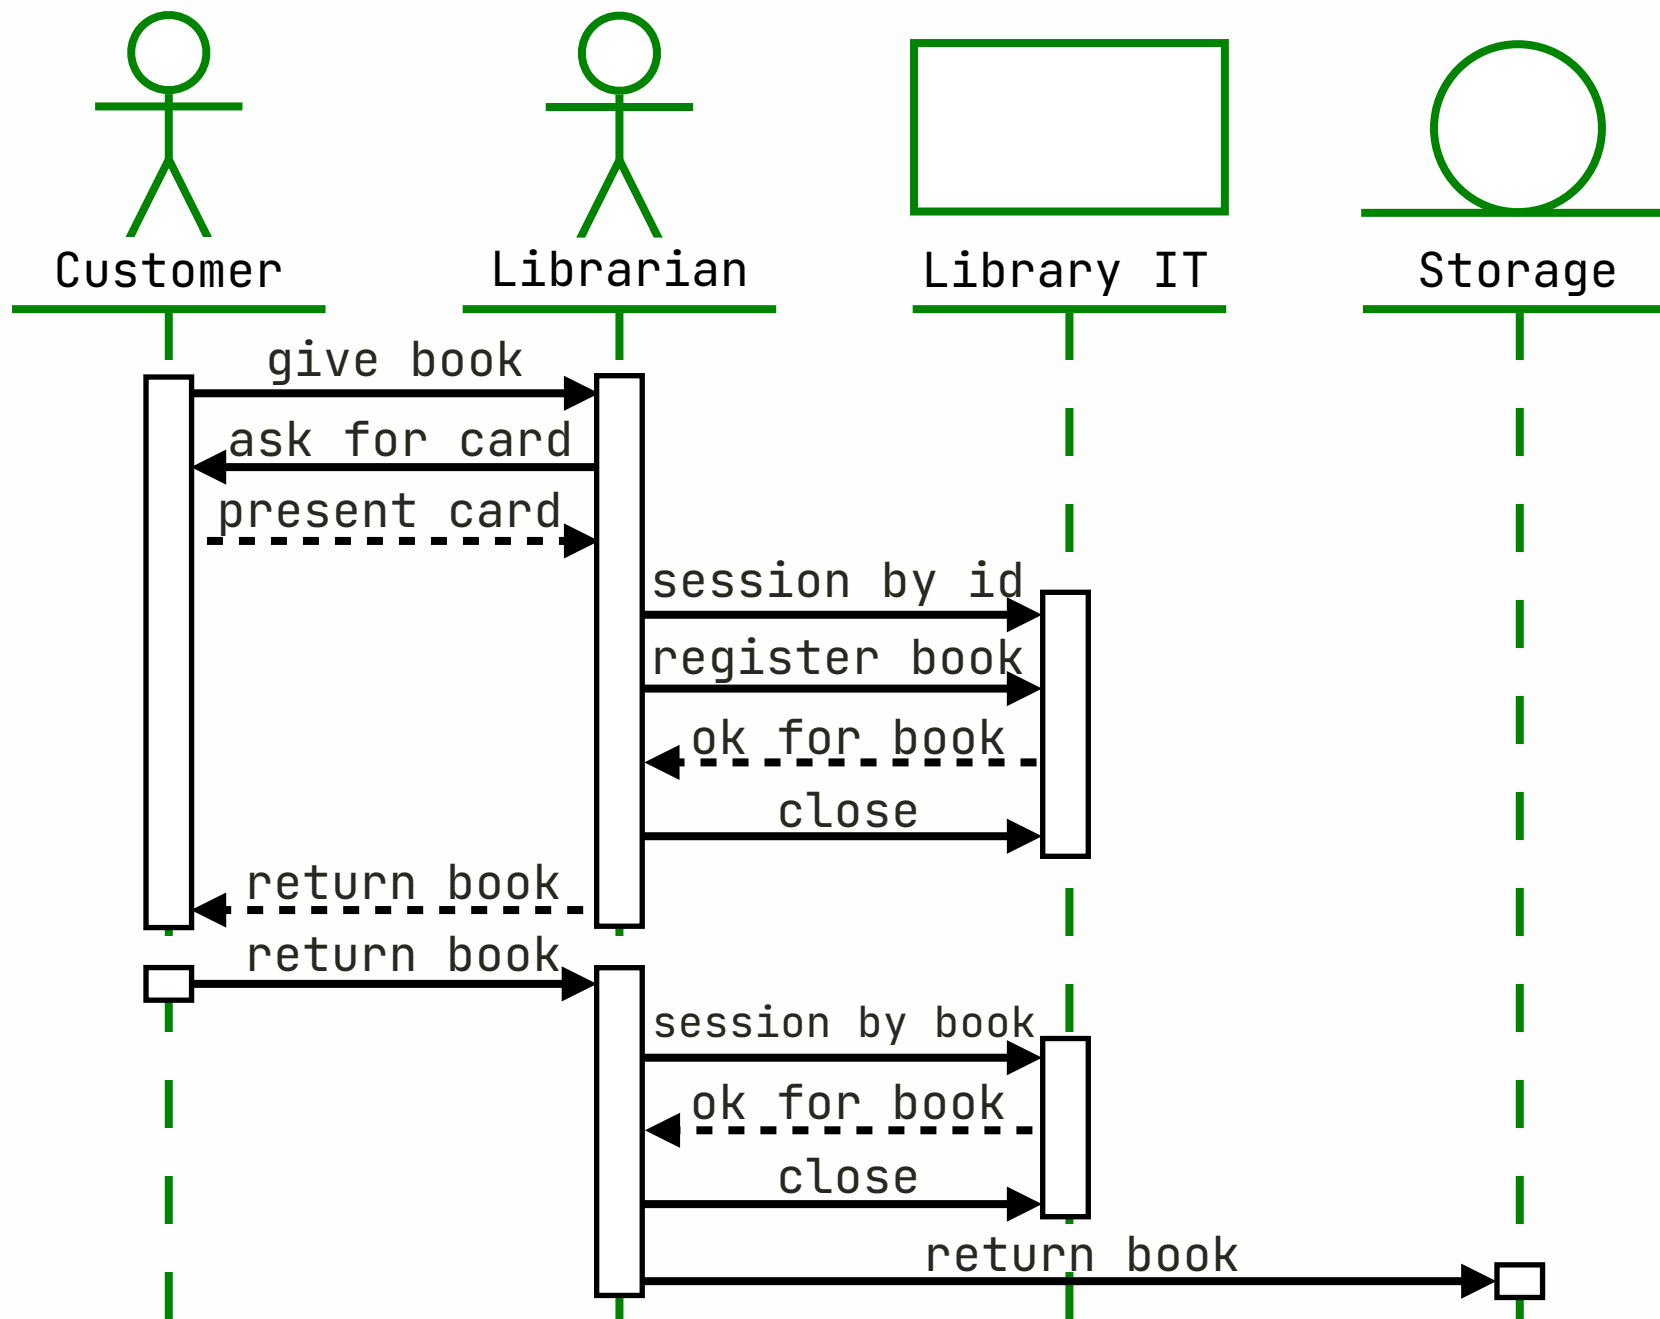 Customer
Librarian
Library IT
Storage
give book
ask for card
present card
session by id
register book
ok for book
close
return book
return book
session by book
ok for book
close
return book